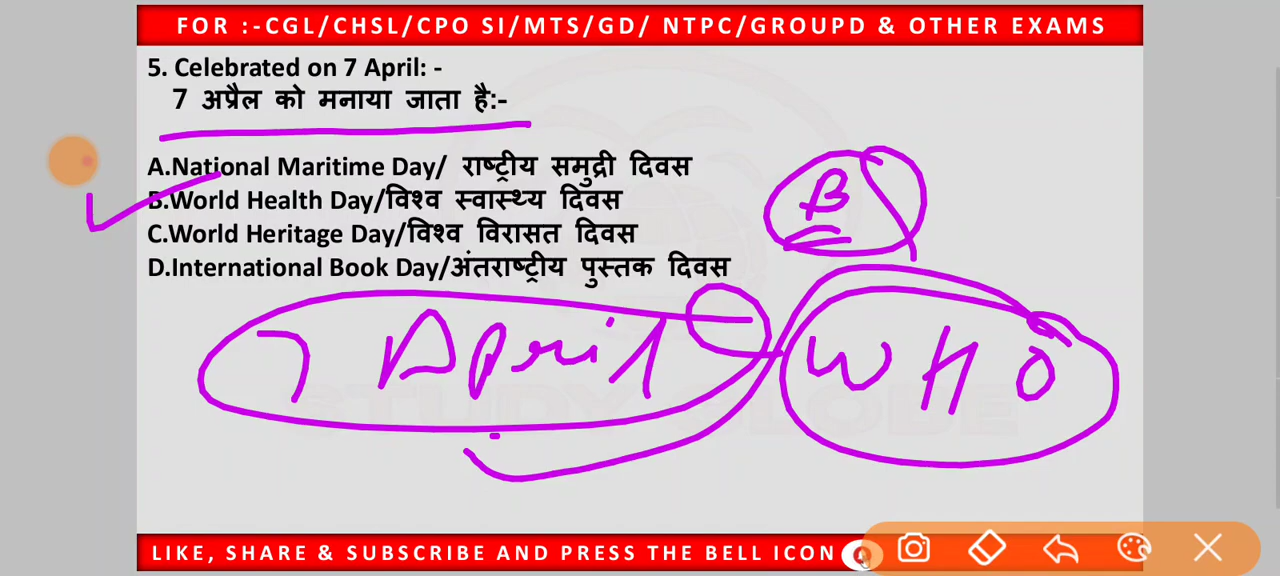 FOR :-CGL/CHSL/CPO SI/MTS/GD/ NTPC/GROUPD & OTHER EXAMS
5. Celebrated on 7 April: -
7 अप्रैल को मनाया जाता है:-
A.National Maritime Day/ राष्ट्रीय समुद्री दिवस
B.World Health Day/विश्व स्वास्थ्य दिवस
C.World Heritage Day/विश्व विरासत दिवस
D.International Book Day/अंतराष्ट्रीय पुस्तक दिवस
B
7 April WHO
STUDY GLOBE
LIKE, SHARE & SUBSCRIBE AND PRESS THE BELL ICON